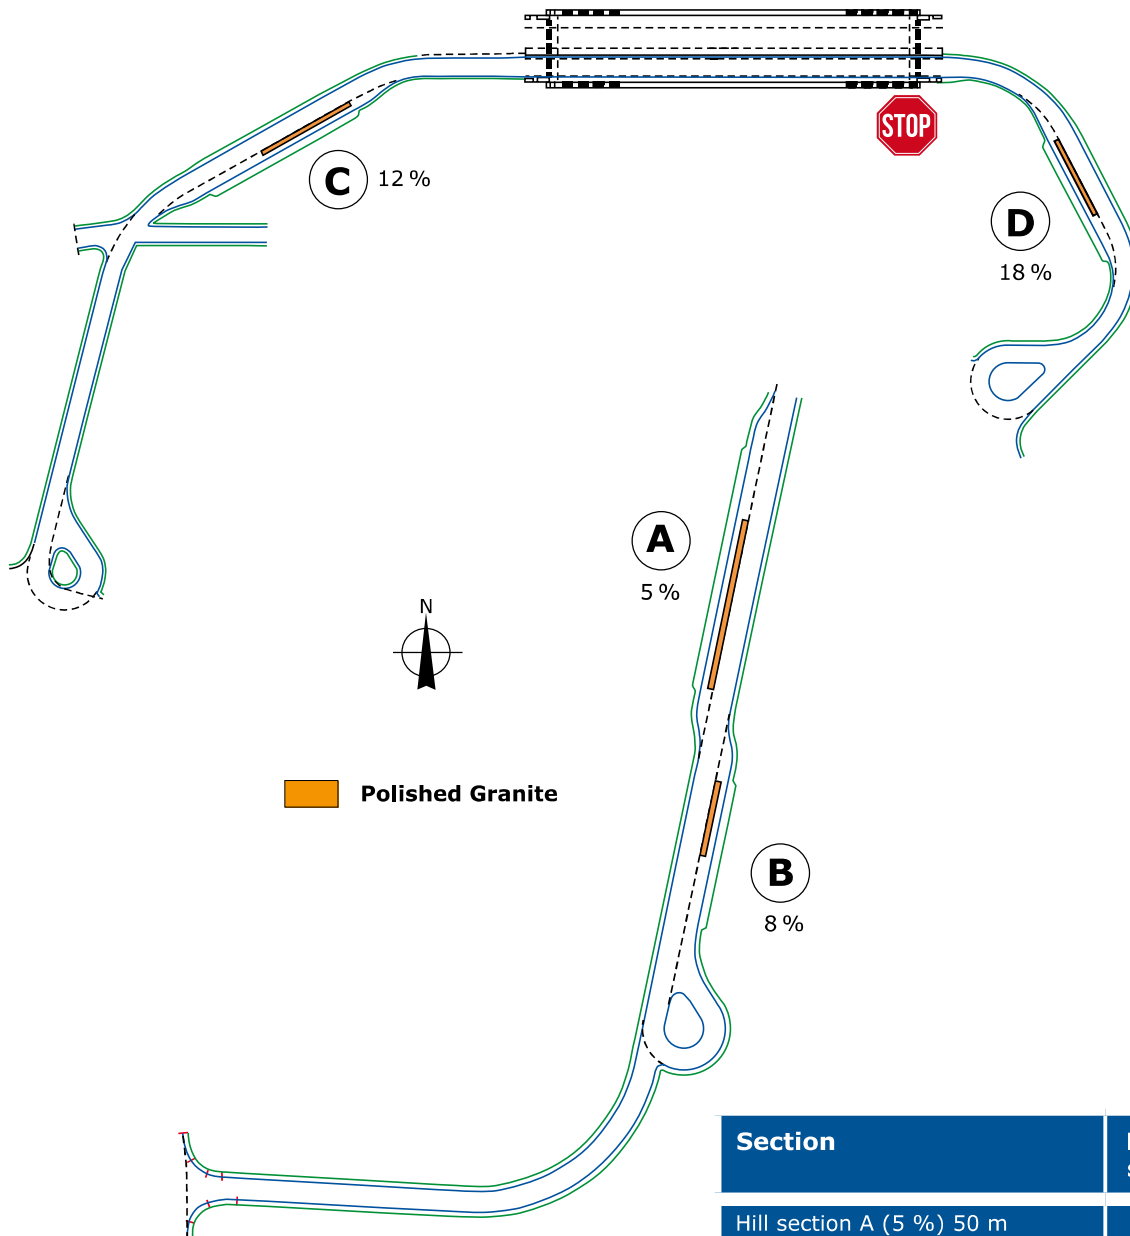 STOP
C
12 %
D
18 %
A
5 %
N
Polished Granite
B
8 %
Section
Hill section A (5 %) 50 m